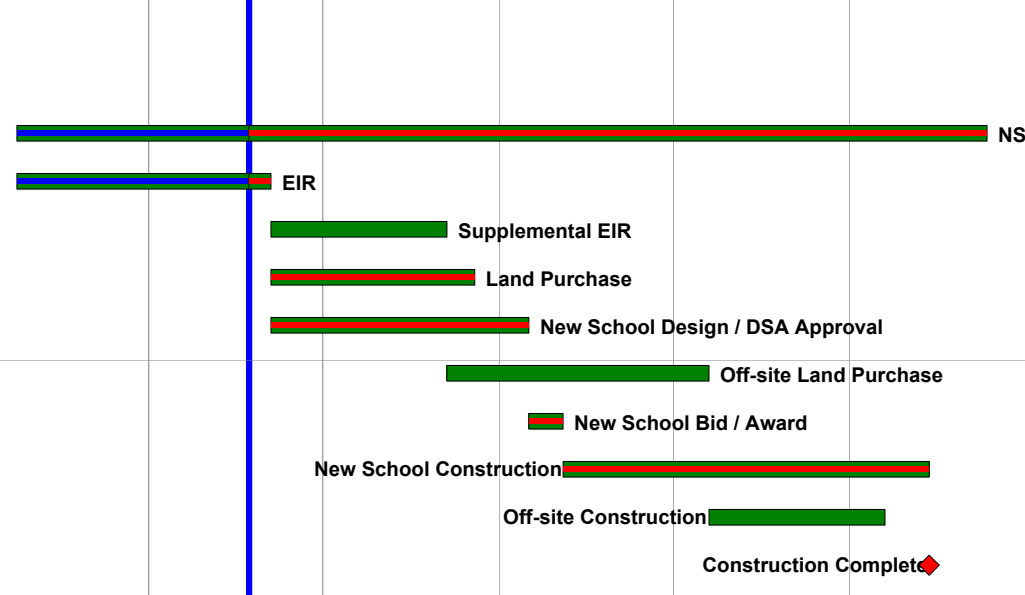 NS
EIR
Supplemental EIR
Land Purchase
New School Design / DSA Approval
Off-site Land Purchase
New School Bid / Award
New School Construction
Off-site Construction
Construction Complete